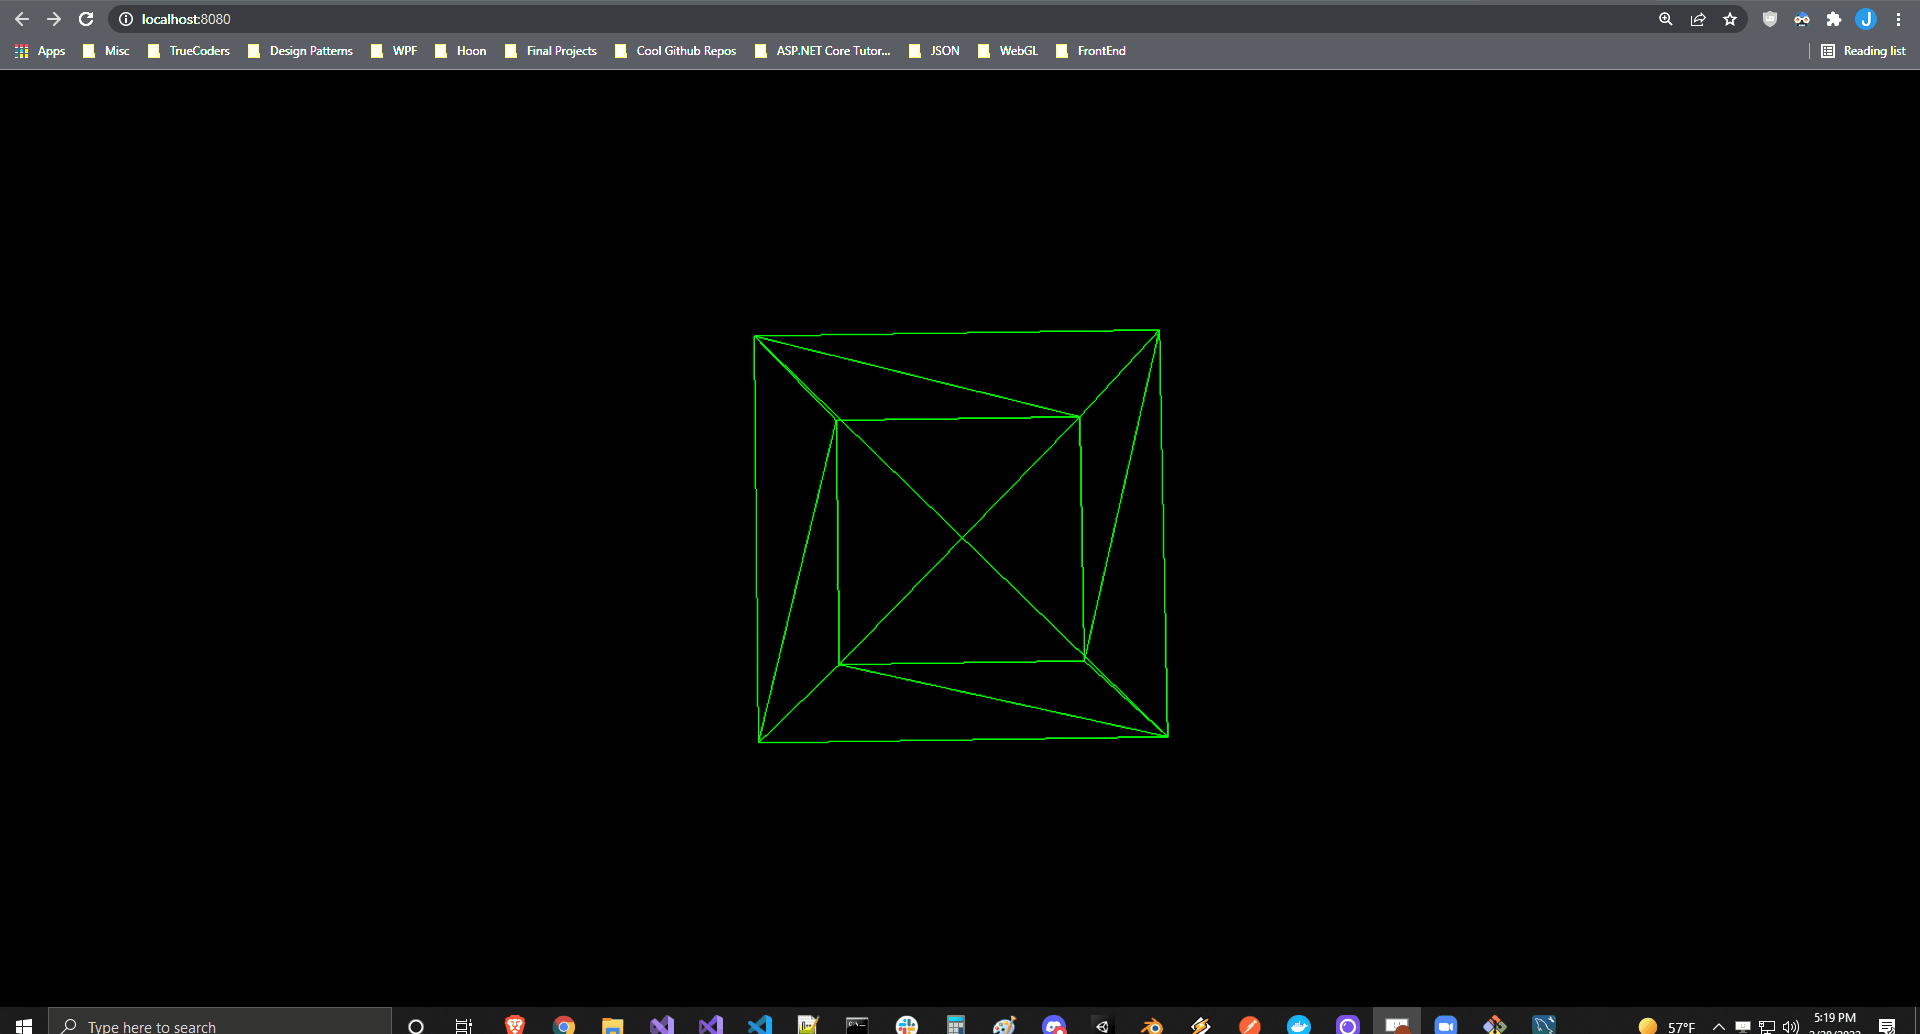 localhost:8080
Apps Misc TrueCoders Design Patterns WPF Hoon Final Projects Cool Github Repos ASP.NET Core Tutor... JSON WebGL FrontEnd Reading list
J
Type here to search
57°F
5:19 PM